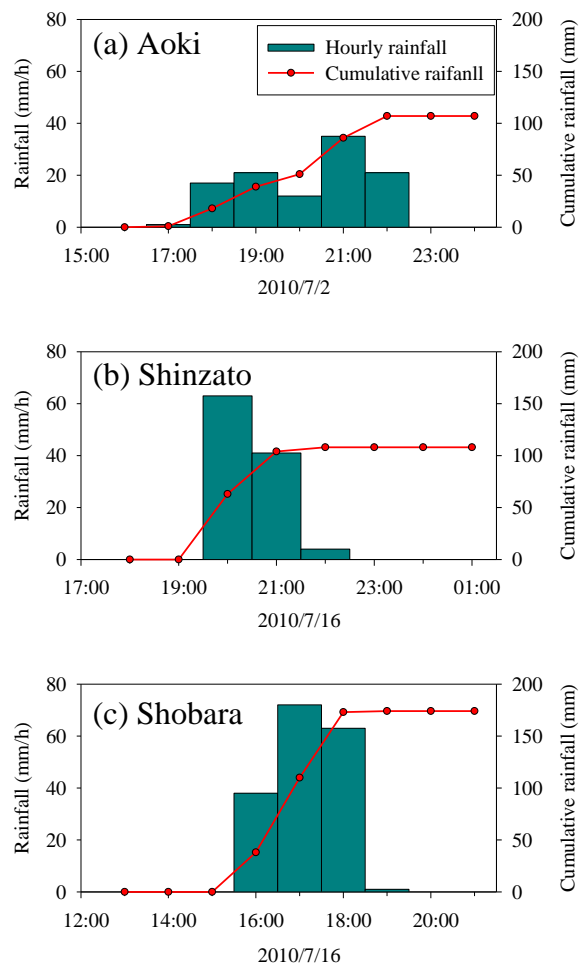 (a) Aoki
Hourly rainfall
Cumulative raifanll
Rainfall (mm/h)
80
60
40
20
0
Cumulative rainfall (mm)
200
150
100
50
0
15:00 17:00 19:00 21:00 23:00
2010/7/2
(b) Shinzato
Rainfall (mm/h)
80
60
40
20
0
Cumulative rainfall (mm)
200
150
100
50
0
17:00 19:00 21:00 23:00 01:00
2010/7/16
(c) Shobara
Rainfall (mm/h)
80
60
40
20
0
Cumulative rainfall (mm)
200
150
100
50
0
12:00 14:00 16:00 18:00 20:00
2010/7/16